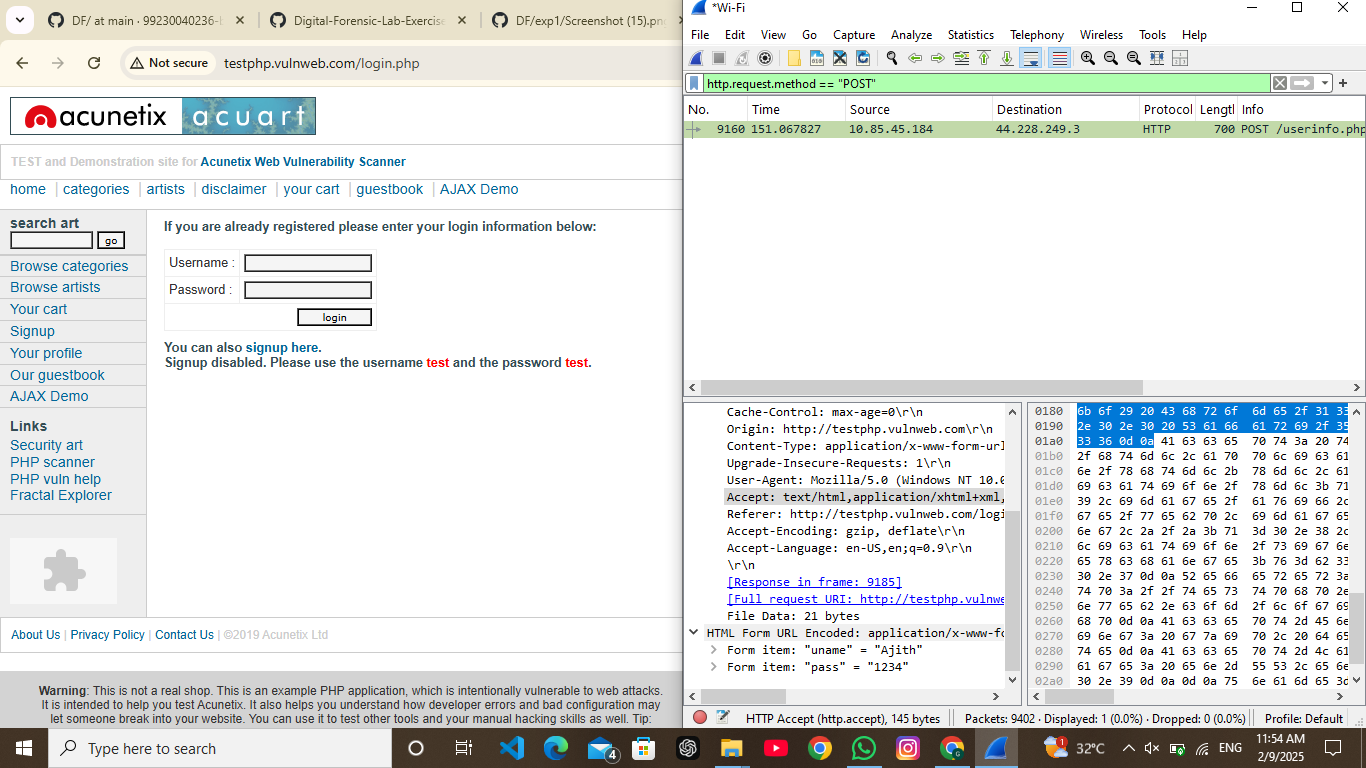 DF/ at main · 99230040236-
Digital-Forensic-Lab-Exercise
DF/exp1/Screenshot (15).pn
Not secure
testphp.vulnweb.com/login.php
acunetix acuart
TEST and Demonstration site for Acunetix Web Vulnerability Scanner
home | categories | artists | disclaimer | your cart | guestbook | AJAX Demo
search art
go
Browse categories
Browse artists
Your cart
Signup
Your profile
Our guestbook
AJAX Demo
Links
Security art
PHP scanner
PHP vuln help
Fractal Explorer
If you are already registered please enter your login information below:
Username :
Password :
login
You can also signup here.
Signup disabled. Please use the username test and the password test.
About Us | Privacy Policy | Contact Us | ©2019 Acunetix Ltd
Warning: This is not a real shop. This is an example PHP application, which is intentionally vulnerable to web attacks.
It is intended to help you test Acunetix. It also helps you understand how developer errors and bad configuration may
let someone break into your website. You can use it to test other tools and your manual hacking skills as well. Tip:
*Wi-Fi
File Edit View Go Capture Analyze Statistics Telephony Wireless Tools Help
http.request.method == "POST"
No. Time Source Destination Protocol Lengtl Info
9160 151.067827 10.85.45.184 44.228.249.3 HTTP 700 POST /userinfo.php
Cache-Control: max-age=0\r\n
Origin: http://testphp.vulnweb.com\r\n
Content-Type: application/x-www-form-url
Upgrade-Insecure-Requests: 1\r\n
User-Agent: Mozilla/5.0 (Windows NT 10.0
Accept: text/html,application/xhtml+xml,
Referer: http://testphp.vulnweb.com/logi
Accept-Encoding: gzip, deflate\r\n
Accept-Language: en-US,en;q=0.9\r\n
\r\n
[Response in frame: 9185]
[Full request URI: http://testphp.vulnwe
File Data: 21 bytes
HTML Form URL Encoded: application/x-www-fo
Form item: "uname" = "Ajith"
Form item: "pass" = "1234"
0180 6b 6f 29 20 43 68 72 6f 6d 65 2f 31 33
0190 2e 30 2e 30 20 53 61 66 61 72 69 2f 35
01a0 33 36 0d 0a 41 63 63 65 70 74 3a 20 74
01b0 2f 68 74 6d 6c 2c 61 70 70 6c 69 63 61
01c0 6e 2f 78 68 74 6d 6c 2b 78 6d 6c 2c 61
01d0 69 63 61 74 69 6f 6e 2f 78 6d 6c 3b 71
01e0 39 2c 69 6d 61 67 65 2f 61 76 69 66 2c
01f0 67 65 2f 77 65 62 70 2c 69 6d 61 67 65
0200 6e 67 2c 2a 2f 2a 3b 71 3d 30 2e 38 2c
0210 6c 69 63 61 74 69 6f 6e 2f 73 69 67 6e
0220 65 78 63 68 61 6e 67 65 3b 76 3d 62 33
0230 30 2e 37 0d 0a 52 65 66 65 72 65 72 3a
0240 74 70 3a 2f 2f 74 65 73 74 70 68 70 2e
0250 6e 77 65 62 2e 63 6f 6d 2f 6c 6f 67 69
0260 68 70 0d 0a 41 63 63 65 70 74 2d 45 6e
0270 69 6e 67 3a 20 67 7a 69 70 2c 20 64 65
0280 74 65 0d 0a 41 63 63 65 70 74 2d 4c 61
0290 61 67 65 3a 20 65 6e 2d 55 53 2c 65 6e
02a0 30 2e 39 0d 0a 0d 0a 75 6e 61 6d 65 3d
HTTP Accept (http.accept), 145 bytes
Packets: 9402 · Displayed: 1 (0.0%) · Dropped: 0 (0.0%)
Profile: Default
Type here to search
4
1
32°C
ENG
11:54 AM
2/9/2025